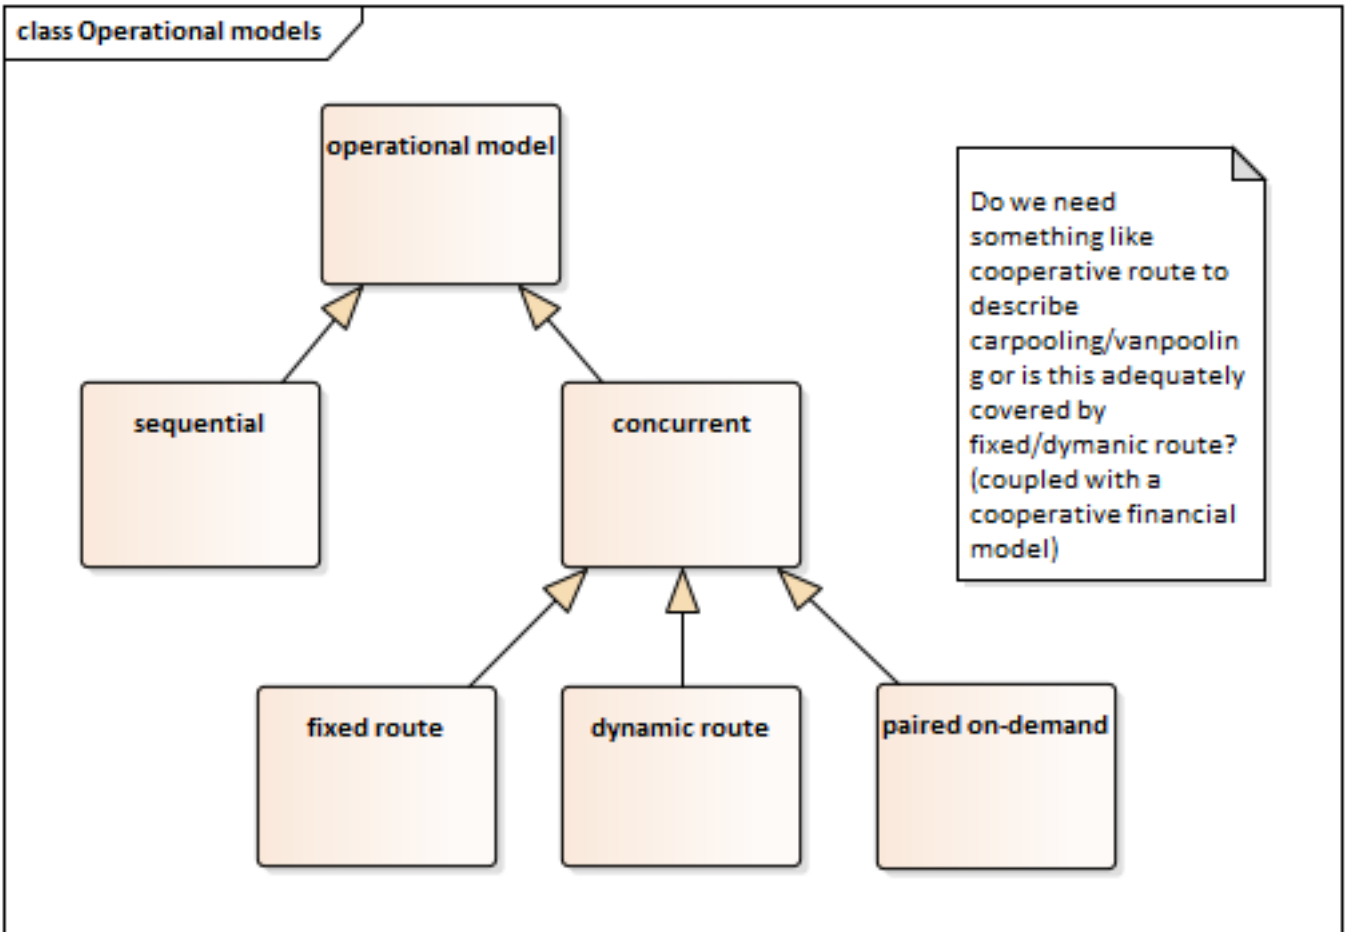 class Operational models
operational model
Do we need
something like
cooperative route to
describe
carpooling/vanpoolin
g or is this adequately
covered by
fixed/dymanic route?
(coupled with a
cooperative financial
model)
sequential
concurrent
fixed route
dynamic route
paired on-demand